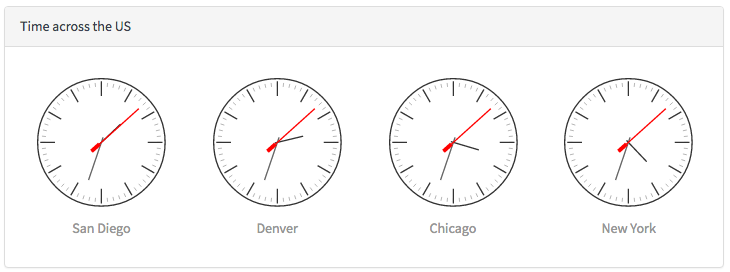 Time across the US
San Diego
Denver
Chicago
New York